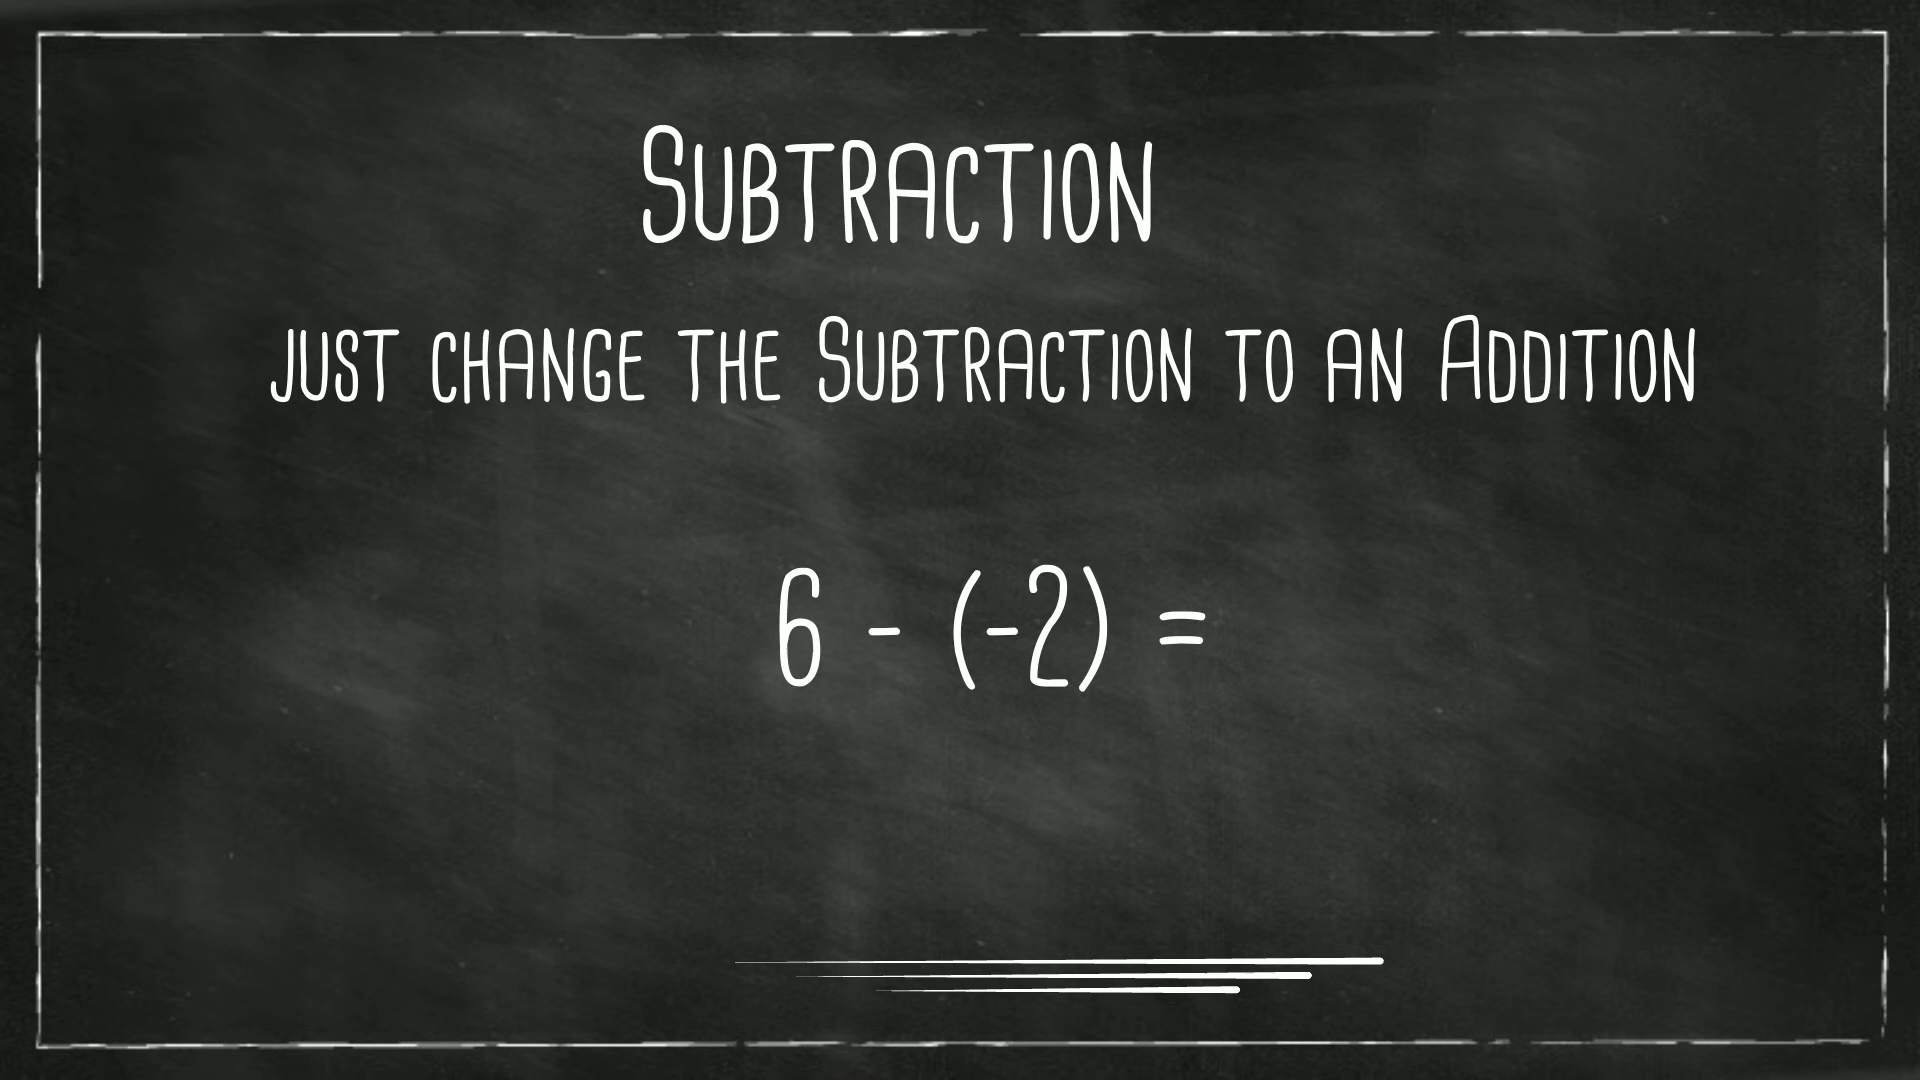 Subtraction
just change the Subtraction to an Addition
6 - (-2) =